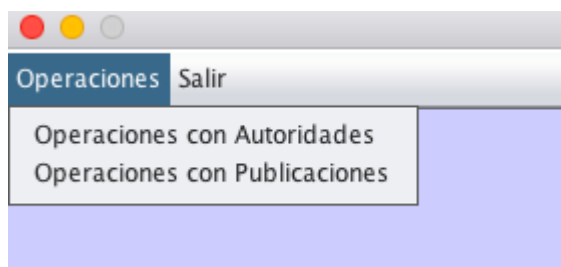 Operaciones Salir
Operaciones con Autoridades
Operaciones con Publicaciones